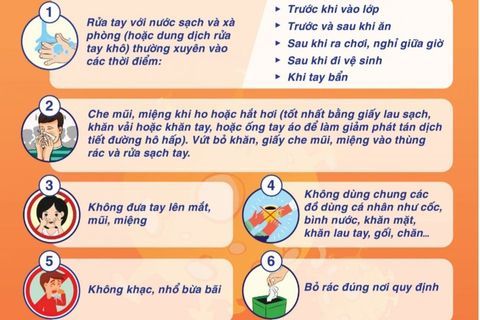 1
Rửa tay với nước sạch và xà
phòng (hoặc dung dịch rửa
tay khô) thường xuyên vào
các thời điểm:
▸ Trước khi vào lớp
▸ Trước và sau khi ăn
▸ Sau khi ra chơi, nghỉ giữa giờ
▸ Sau khi đi vệ sinh
▸ Khi tay bẩn
2
Che mũi, miệng khi ho hoặc hắt hơi (tốt nhất bằng giấy lau sạch,
khăn vải hoặc khăn tay, hoặc ống tay áo để làm giảm phát tán dịch
tiết đường hô hấp). Vứt bỏ khăn, giấy che mũi, miệng vào thùng
rác và rửa sạch tay.
3
Không đưa tay lên mắt,
mũi, miệng
4
Không dùng chung các
đồ dùng cá nhân như cốc,
bình nước, khăn mặt,
khăn lau tay, gối, chăn...
5
Không khạc, nhổ bừa bãi
6
Bỏ rác đúng nơi quy định